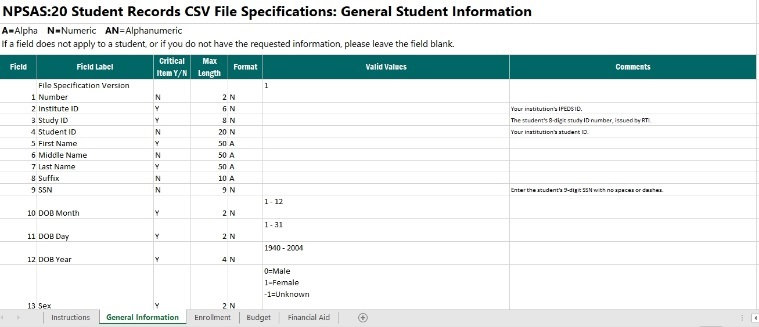 NPSAS:20 Student Records CSV File Specifications: General Student Information
A=Alpha N=Numeric AN=Alphanumeric
If a field does not apply to a student, or if you do not have the requested information, please leave the field blank.
Field Field Label Critical Item Y/N Max Length Format Valid Values Comments
1 File Specification Version Number N 2 N 1
2 Institute ID Y 6 N Your institution's IPEDS ID.
3 Study ID Y 8 N The student's 8-digit study ID number, issued by RTI.
4 Student ID N 20 N Your institution's student ID.
5 First Name Y 50 A
6 Middle Name N 50 A
7 Last Name Y 50 A
8 Suffix N 10 A
9 SSN N 9 N Enter the student's 9-digit SSN with no spaces or dashes.
10 DOB Month Y 2 N 1 - 12
11 DOB Day Y 2 N 1 - 31
12 DOB Year Y 4 N 1940 - 2004
0=Male
1=Female
-1=Unknown
13 Sex Y 2 N
Instructions General Information Enrollment Budget Financial Aid